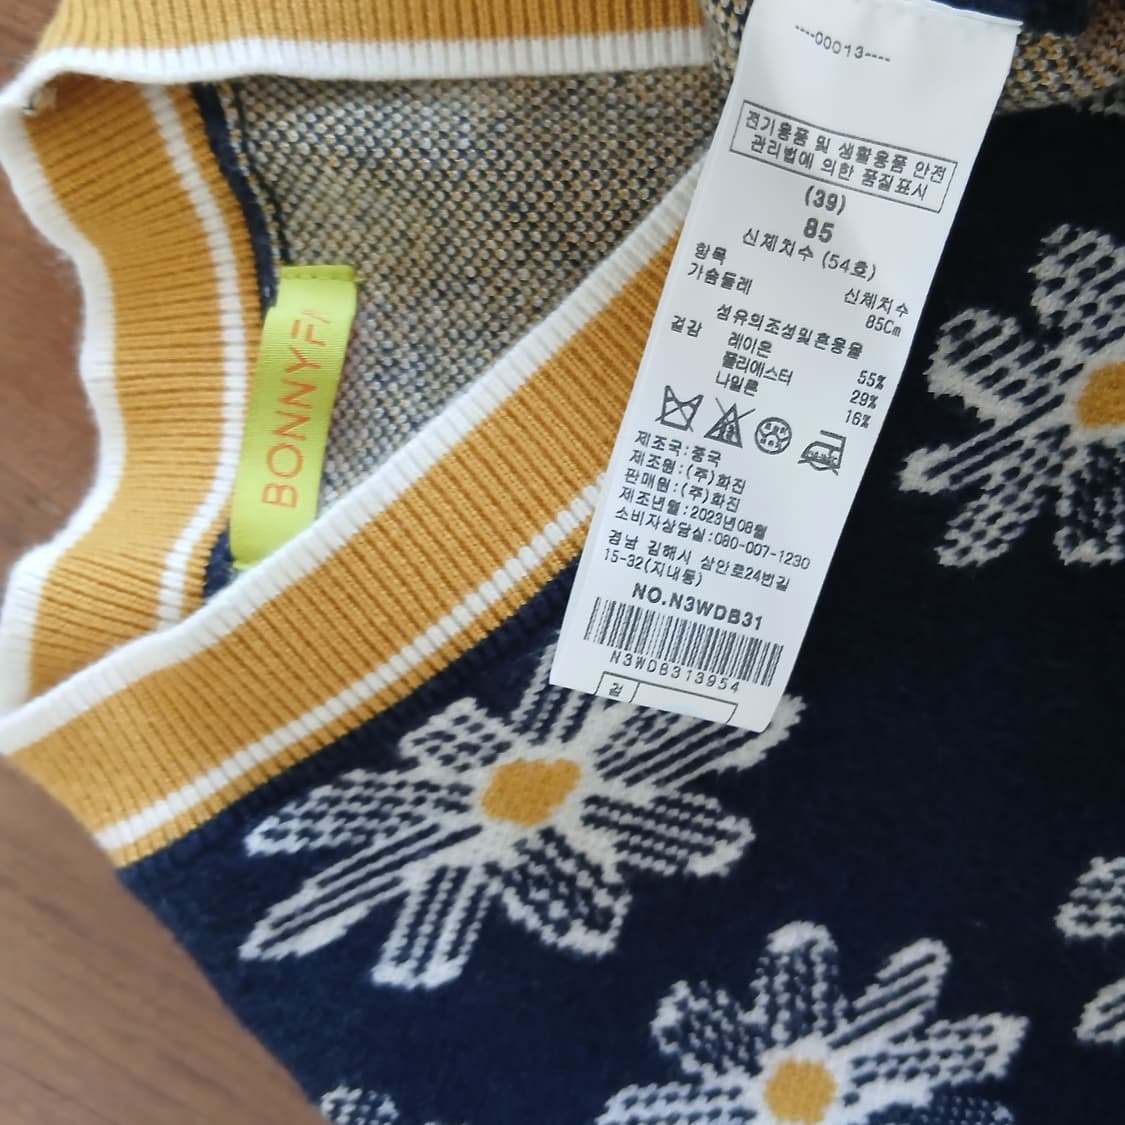 ----00013----
전기용품 및 생활용품 안전
관리법에 의한 품질표시
(39)
85
신체치수 (54호)
항목 신체치수
가슴둘레 85Cm
섬유의조성및혼용율
겉감 레이온 55%
폴리에스터 29%
나일론 16%
제조국:중국
제조원:(주)화진
판매원:(주)화진
제조년월:2023년08월
소비자상담실:080-007-1230
경남 김해시 삼안로24번길
15-32(지내동)
NO.N3WDB31
N3WDB313954
검
BONNYF